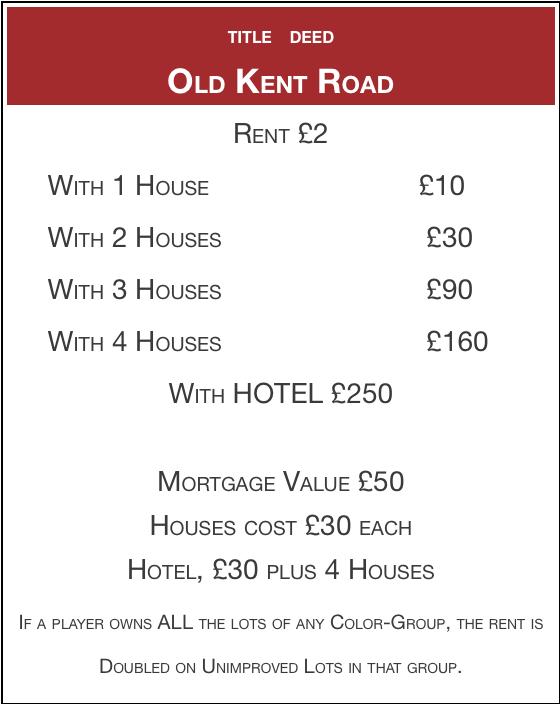 TITLE DEED
OLD KENT ROAD
RENT £2
WITH 1 HOUSE £10
WITH 2 HOUSES £30
WITH 3 HOUSES £90
WITH 4 HOUSES £160
WITH HOTEL £250
MORTGAGE VALUE £50
HOUSES COST £30 EACH
HOTEL, £30 PLUS 4 HOUSES
IF A PLAYER OWNS ALL THE LOTS OF ANY COLOR-GROUP, THE RENT IS
DOUBLED ON UNIMPROVED LOTS IN THAT GROUP.